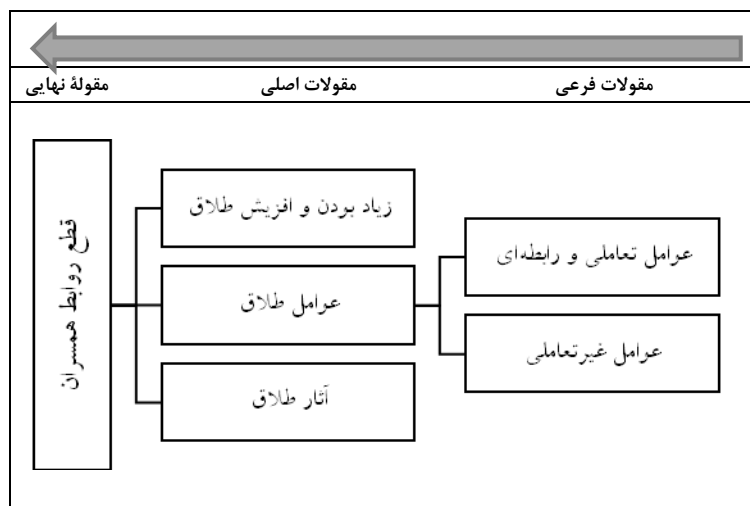 مقولات فرعی
مقولات اصلی
مقولهٔ نهایی
عوامل تعاملی و رابطه‌ای
عوامل غیرتعاملی
زیاد بودن و افزیش طلاق
عوامل طلاق
آثار طلاق
قطع روابط همسران